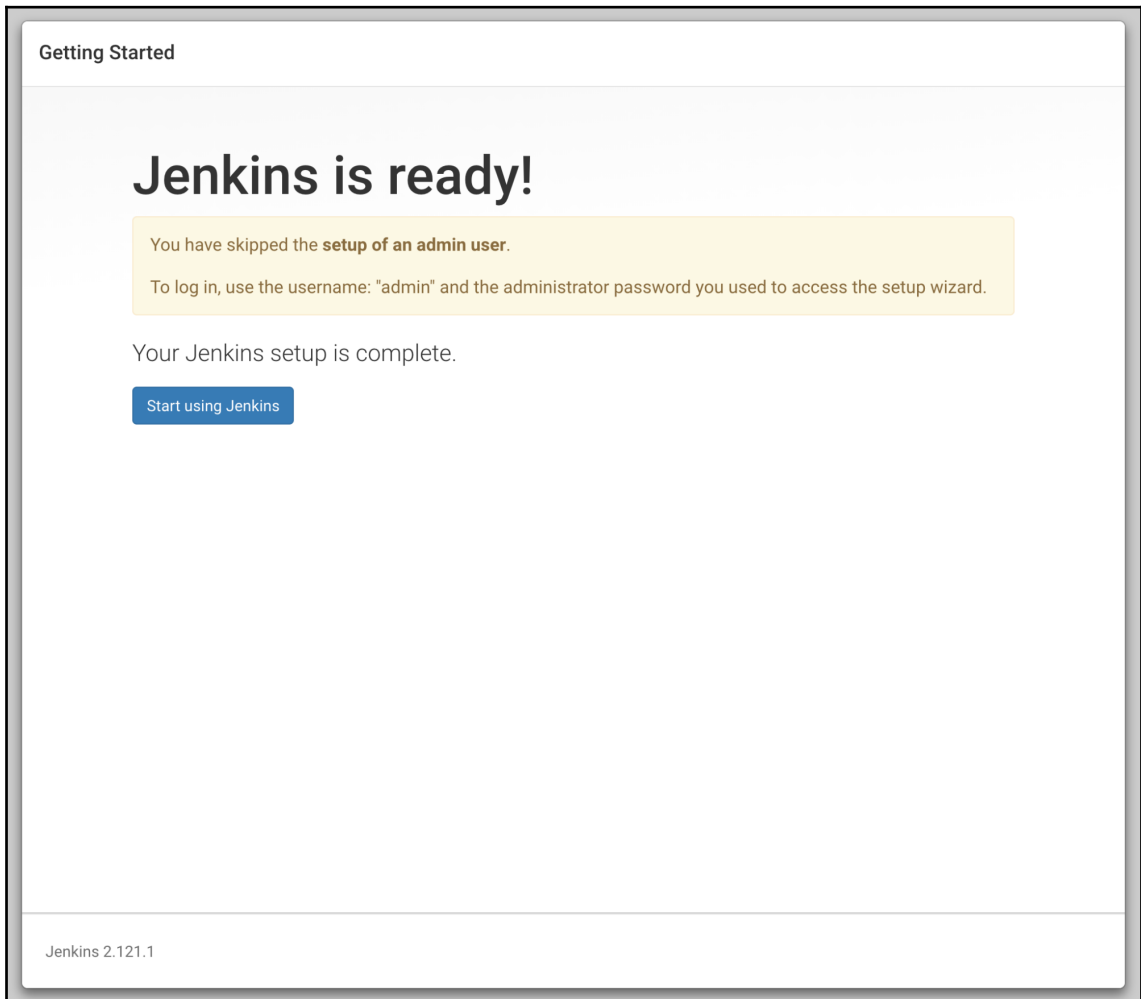 Getting Started
Jenkins is ready!
You have skipped the setup of an admin user.
To log in, use the username: "admin" and the administrator password you used to access the setup wizard.
Your Jenkins setup is complete.
Start using Jenkins
Jenkins 2.121.1